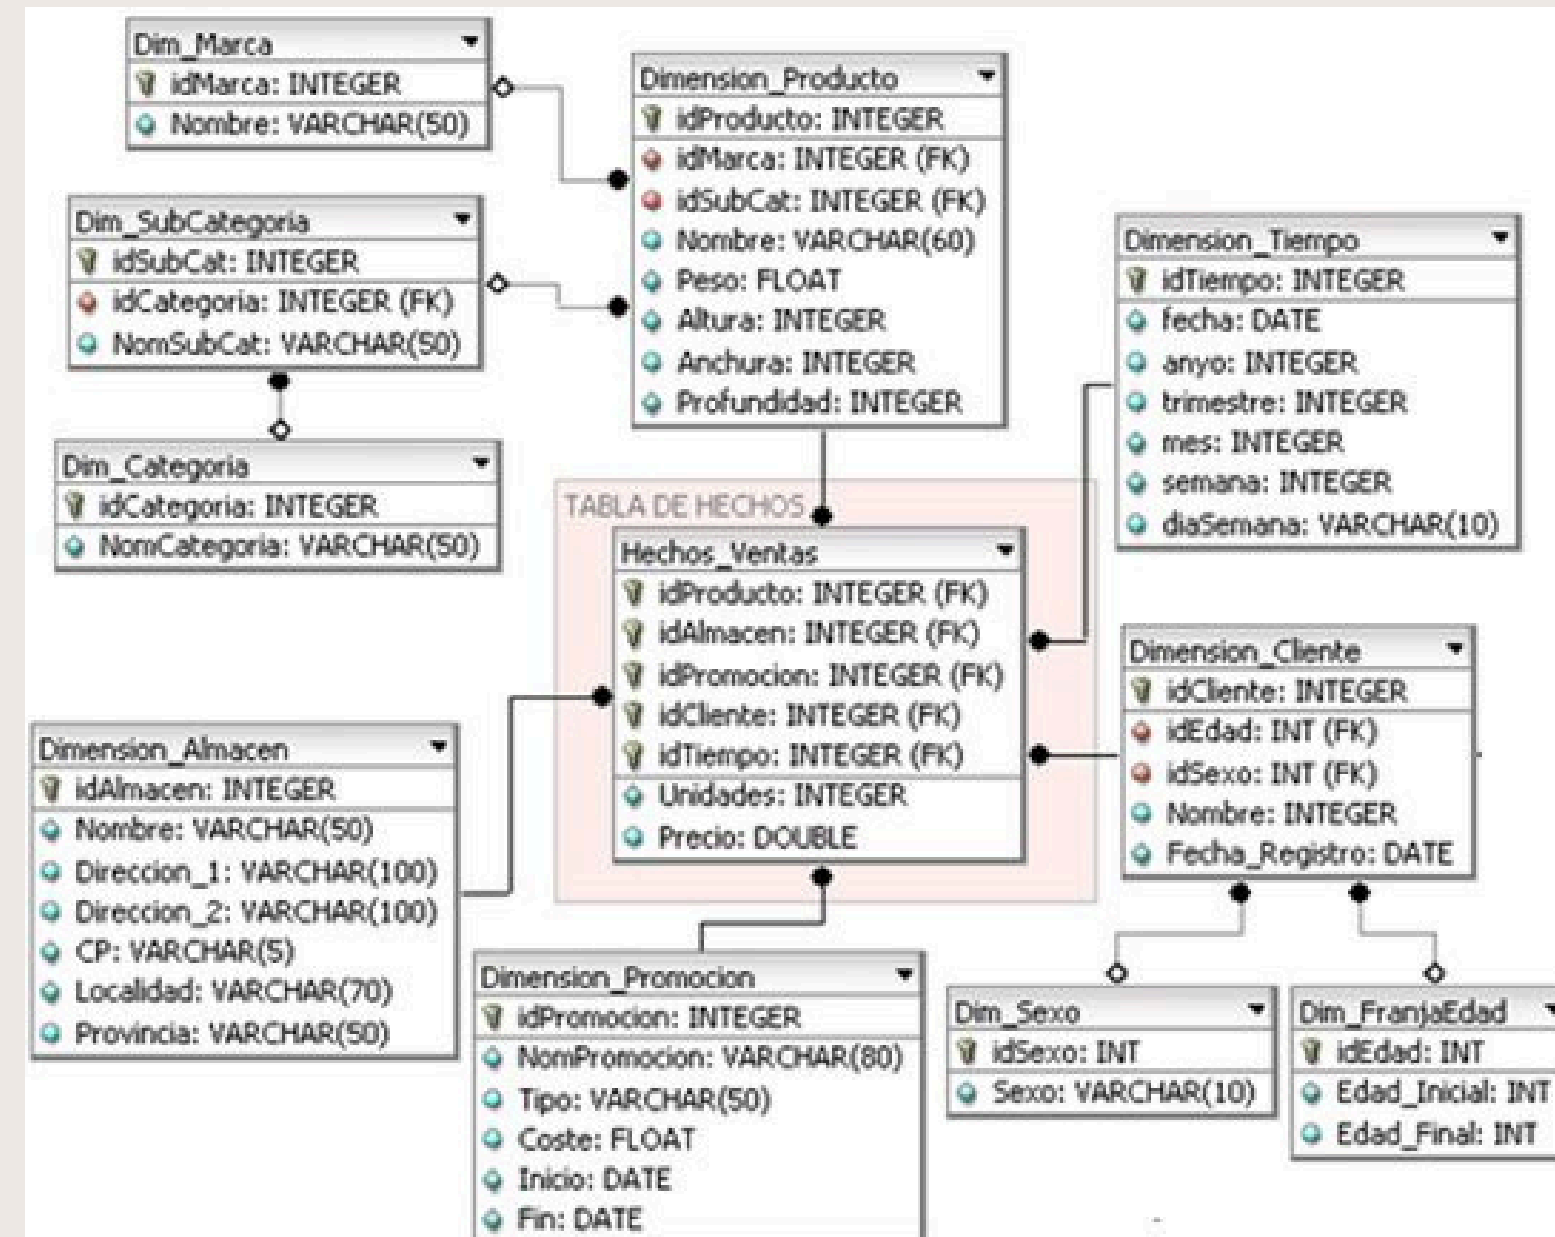 Dim_Marca
idMarca: INTEGER
Nombre: VARCHAR(50)
Dimension_Producto
idProducto: INTEGER
idMarca: INTEGER (FK)
idSubCat: INTEGER (FK)
Nombre: VARCHAR(60)
Peso: FLOAT
Altura: INTEGER
Anchura: INTEGER
Profundidad: INTEGER
Dim_SubCategoria
idSubCat: INTEGER
idCategoria: INTEGER (FK)
NomSubCat: VARCHAR(50)
Dimension_Tiempo
idTiempo: INTEGER
fecha: DATE
anyo: INTEGER
trimestre: INTEGER
mes: INTEGER
semana: INTEGER
diaSemana: VARCHAR(10)
Dim_Categoria
idCategoria: INTEGER
NomCategoria: VARCHAR(50)
TABLA DE HECHOS
Hechos_Ventas
idProducto: INTEGER (FK)
idAlmacen: INTEGER (FK)
idPromocion: INTEGER (FK)
idCliente: INTEGER (FK)
idTiempo: INTEGER (FK)
Unidades: INTEGER
Precio: DOUBLE
Dimension_Cliente
idCliente: INTEGER
idEdad: INT (FK)
idSexo: INT (FK)
Nombre: INTEGER
Fecha_Registro: DATE
Dimension_Almacen
idAlmacen: INTEGER
Nombre: VARCHAR(50)
Direccion_1: VARCHAR(100)
Direccion_2: VARCHAR(100)
CP: VARCHAR(5)
Localidad: VARCHAR(70)
Provincia: VARCHAR(50)
Dimension_Promocion
idPromocion: INTEGER
NomPromocion: VARCHAR(80)
Tipo: VARCHAR(50)
Coste: FLOAT
Inicio: DATE
Fin: DATE
Dim_Sexo
idSexo: INT
Sexo: VARCHAR(10)
Dim_FranjaEdad
idEdad: INT
Edad_Inicial: INT
Edad_Final: INT